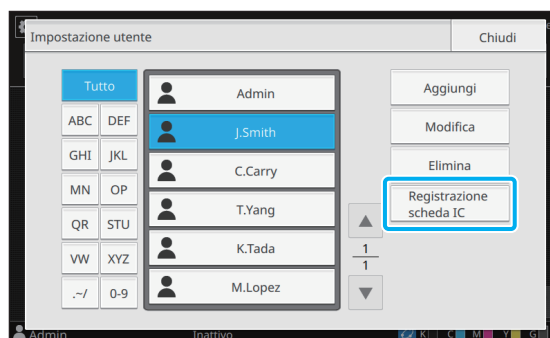 Impostazione utente
Chiudi
Tutto
ABC DEF
GHI JKL
MN OP
QR STU
VW XYZ
.~/ 0-9
Admin
J.Smith
C.Carry
T.Yang
K.Tada
M.Lopez
1
1
Aggiungi
Modifica
Elimina
Registrazione
scheda IC
Admin
Inattivo
K
C
M
Y
G